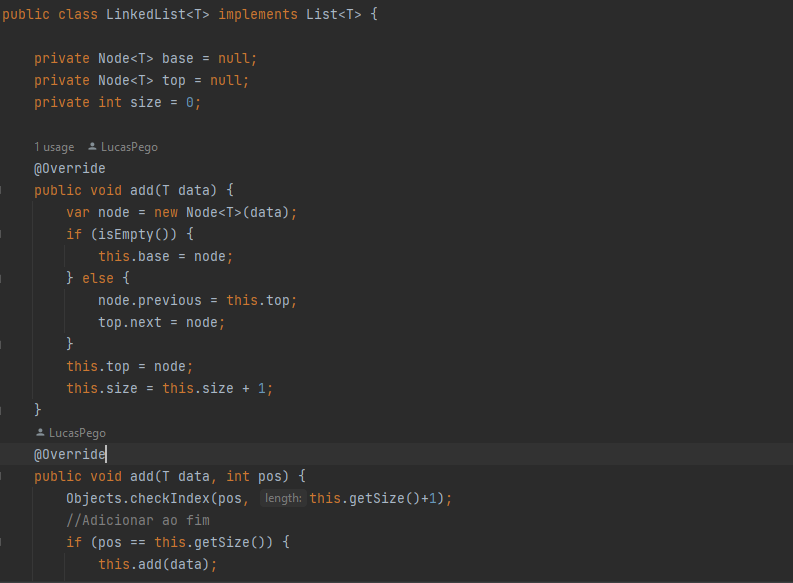 public class LinkedList<T> implements List<T> {
private Node<T> base = null;
private Node<T> top = null;
private int size = 0;
1 usage LucasPego
@Override
public void add(T data) {
var node = new Node<T>(data);
if (isEmpty()) {
this.base = node;
} else {
node.previous = this.top;
top.next = node;
}
this.top = node;
this.size = this.size + 1;
}
LucasPego
@Override
public void add(T data, int pos) {
Objects.checkIndex(pos, length: this.getSize()+1);
//Adicionar ao fim
if (pos == this.getSize()) {
this.add(data);